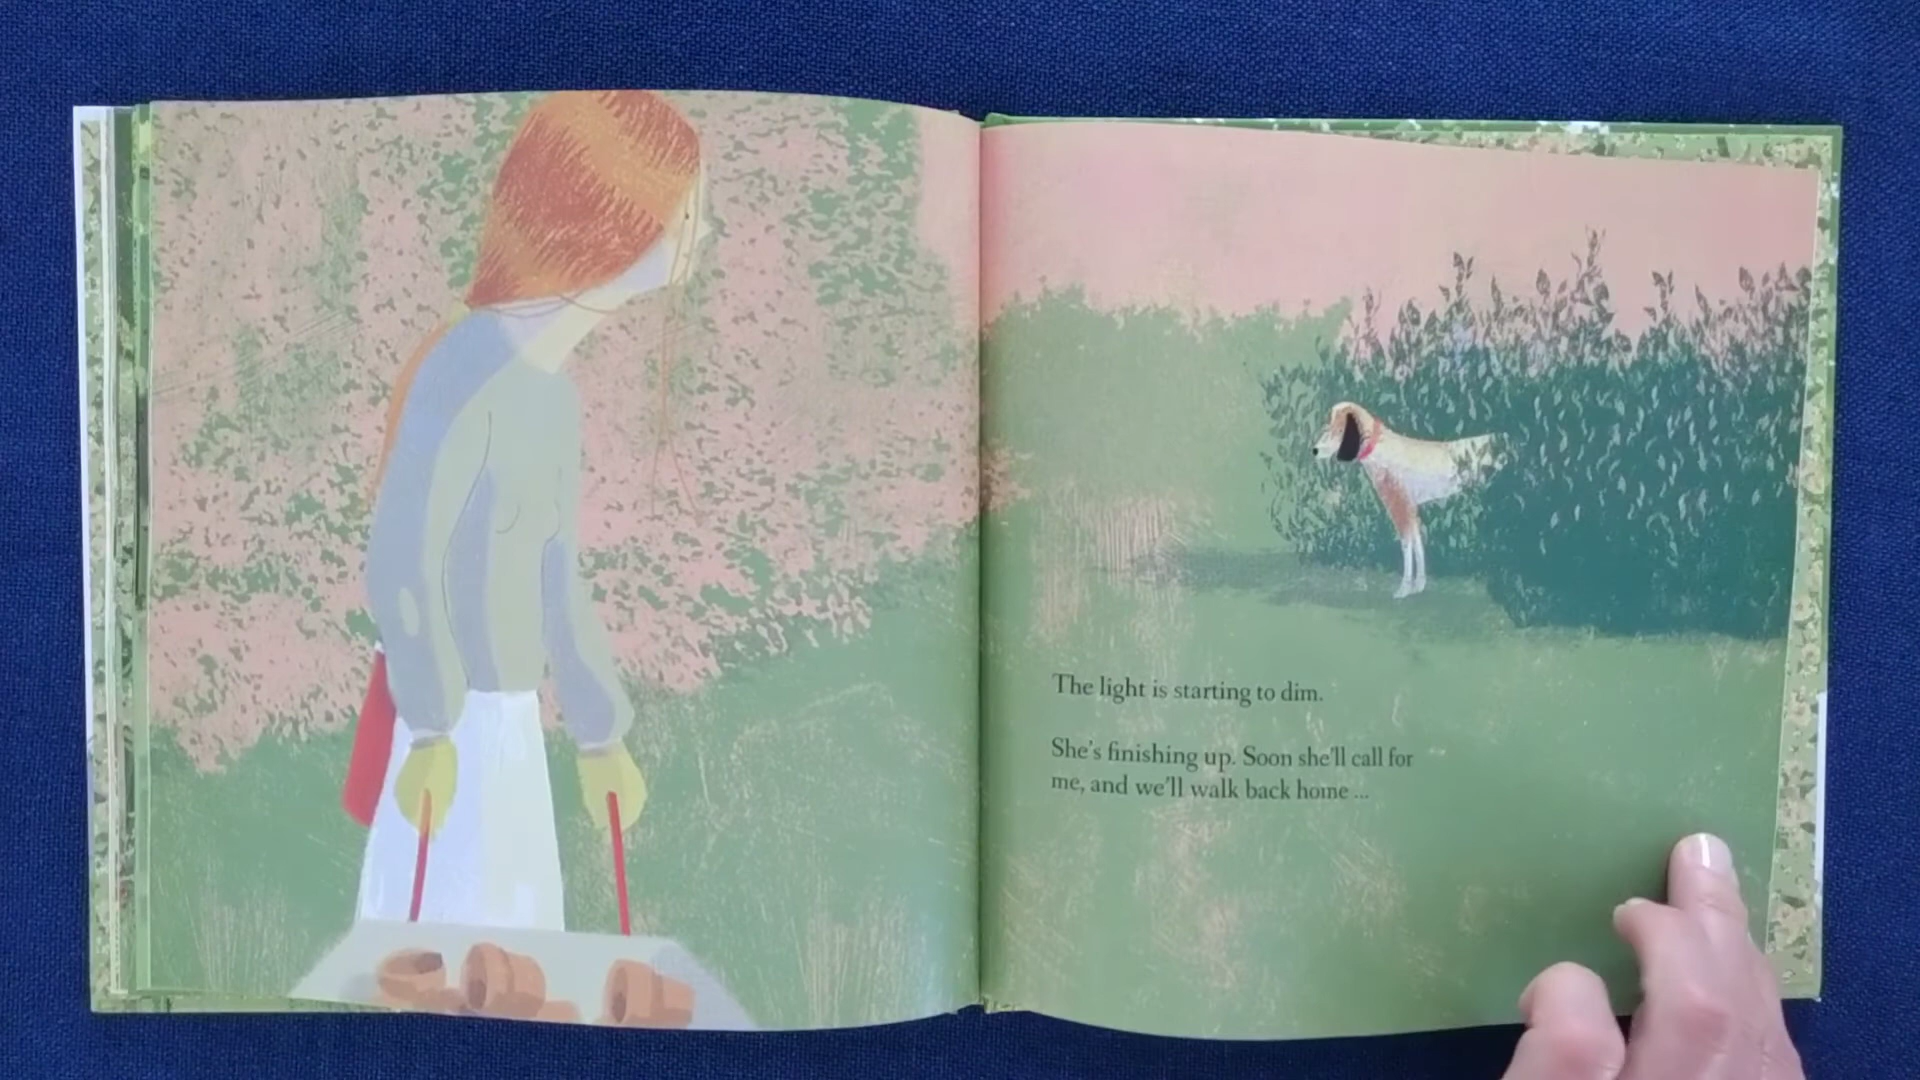 The light is starting to dim.
She's finishing up. Soon she'll call for
me, and we'll walk back home ...